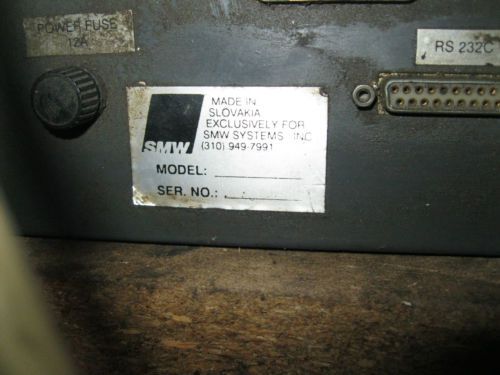 POWER FUSE
12A
RS 232C
SMW
MADE IN
SLOVAKIA
EXCLUSIVELY FOR
SMW SYSTEMS INC
(310) 949-7991
MODEL:
SER. NO.: